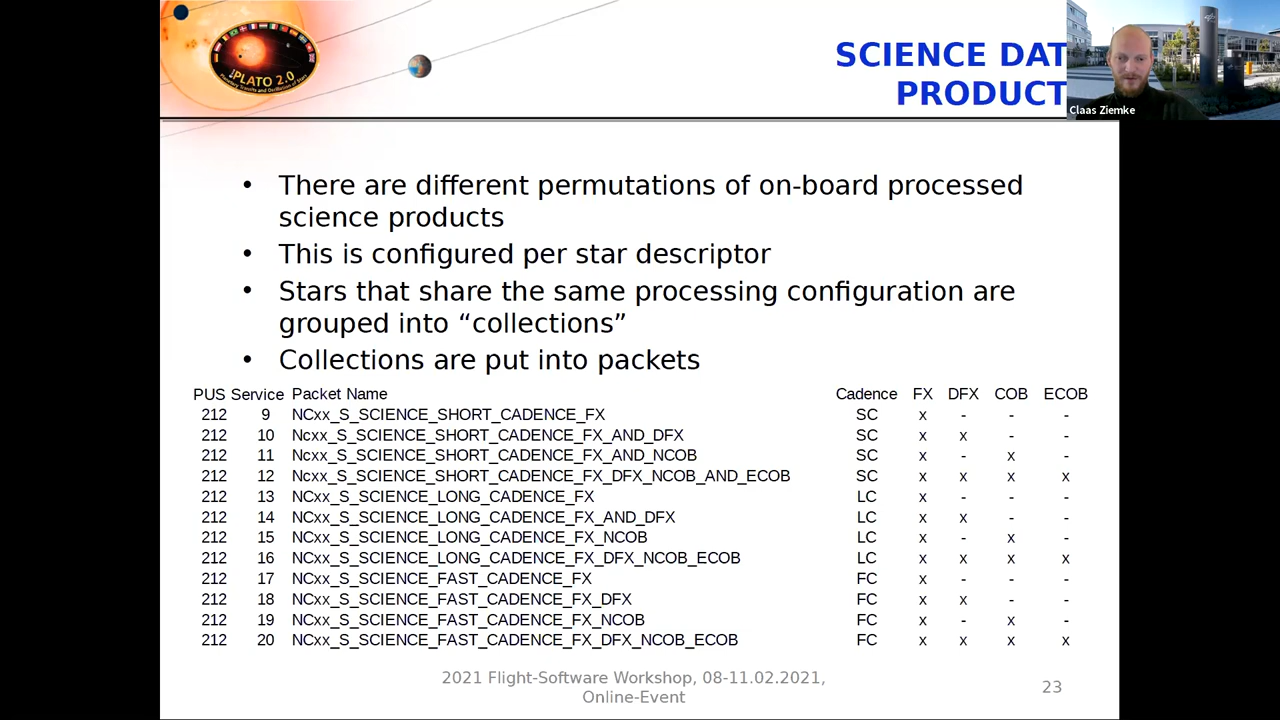 PLATO 2.0
SCIENCE DAT
PRODUCT
Claas Ziemke
• There are different permutations of on-board processed
science products
• This is configured per star descriptor
• Stars that share the same processing configuration are
grouped into “collections”
• Collections are put into packets
PUS Service Packet Name Cadence FX DFX COB ECOB
212 9 NCxx_S_SCIENCE_SHORT_CADENCE_FX SC x - - -
212 10 Ncxx_S_SCIENCE_SHORT_CADENCE_FX_AND_DFX SC x x - -
212 11 Ncxx_S_SCIENCE_SHORT_CADENCE_FX_AND_NCOB SC x - x -
212 12 Ncxx_S_SCIENCE_SHORT_CADENCE_FX_DFX_NCOB_AND_ECOB SC x x x x
212 13 NCxx_S_SCIENCE_LONG_CADENCE_FX LC x - - -
212 14 NCxx_S_SCIENCE_LONG_CADENCE_FX_AND_DFX LC x x - -
212 15 NCxx_S_SCIENCE_LONG_CADENCE_FX_NCOB LC x - x -
212 16 NCxx_S_SCIENCE_LONG_CADENCE_FX_DFX_NCOB_ECOB LC x x x x
212 17 NCxx_S_SCIENCE_FAST_CADENCE_FX FC x - - -
212 18 NCxx_S_SCIENCE_FAST_CADENCE_FX_DFX FC x x - -
212 19 NCxx_S_SCIENCE_FAST_CADENCE_FX_NCOB FC x - x -
212 20 NCxx_S_SCIENCE_FAST_CADENCE_FX_DFX_NCOB_ECOB FC x x x x
2021 Flight-Software Workshop, 08-11.02.2021,
Online-Event
23